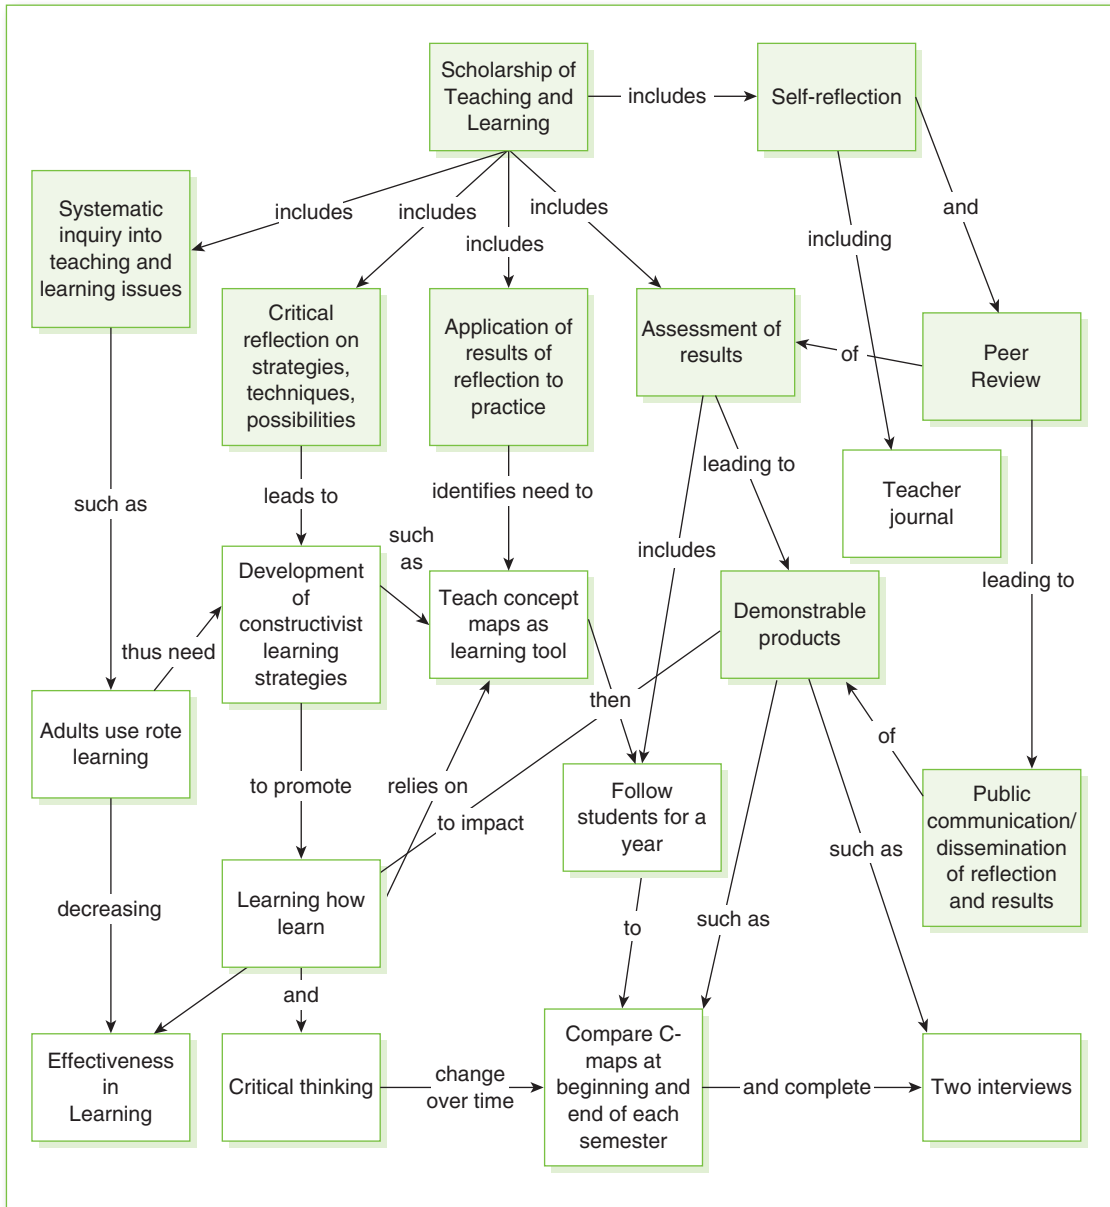 Scholarship of
Teaching and
Learning
includes
Self-reflection
Systematic
inquiry into
teaching and
learning issues
includes
includes
includes
includes
and
including
Critical
reflection on
strategies,
techniques,
possibilities
Application of
results of
reflection to
practice
Assessment of
results
of
Peer
Review
such as
leads to
identifies need to
leading to
Teacher
journal
includes
leading to
such
as
Development
of
constructivist
learning
strategies
Teach concept
maps as
learning tool
Demonstrable
products
thus need
then
of
Adults use rote
learning
to promote
relies on
to impact
Follow
students for a
year
such as
Public
communication/
dissemination
of reflection
and results
decreasing
Learning how
learn
to
such as
and
Effectiveness
in
Learning
Critical thinking
change
over time
Compare C-
maps at
beginning and
end of each
semester
and complete
Two interviews